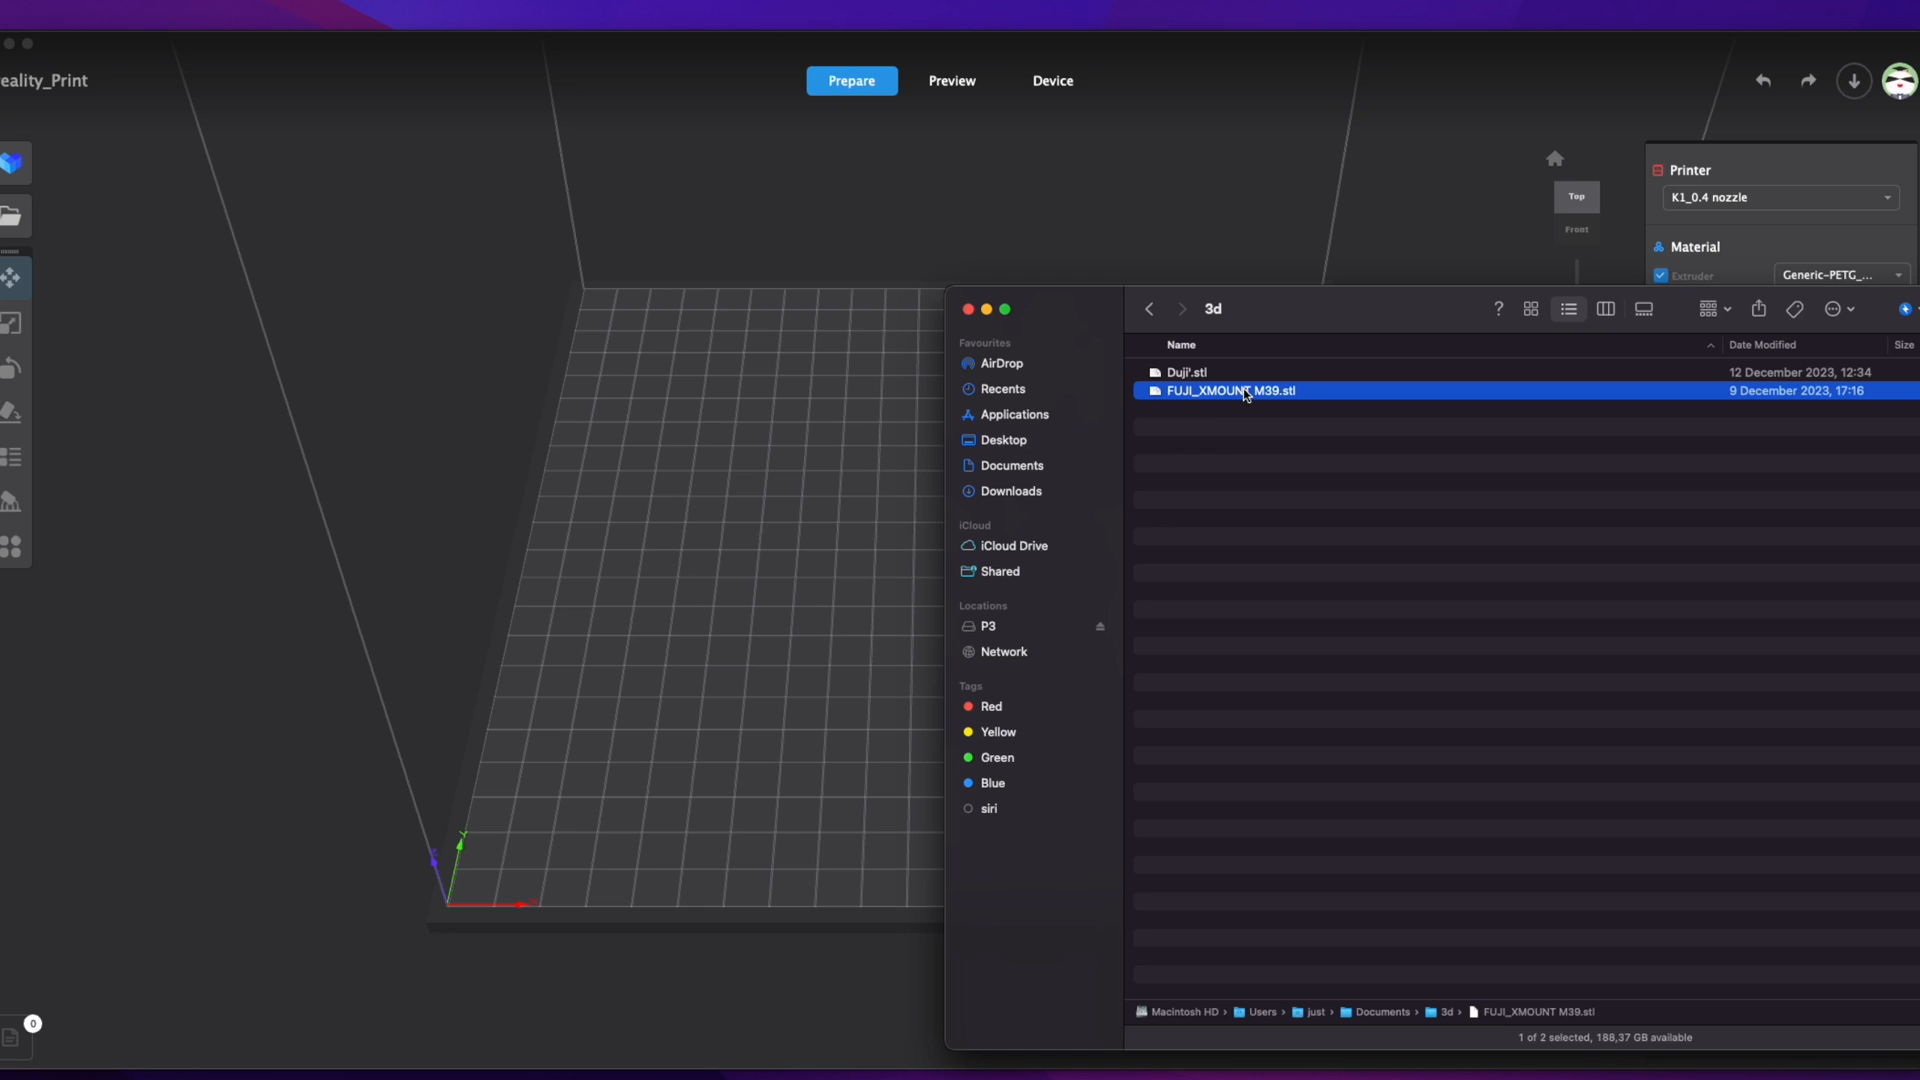 eality_Print
Prepare
Preview
Device
Top
Front
Printer
K1_0.4 nozzle
Material
Extruder
Generic-PETG_...
3d
?
Name
Date Modified
Size
Favourites
AirDrop
Recents
Applications
Desktop
Documents
Downloads
iCloud
iCloud Drive
Shared
Locations
P3
Network
Tags
Red
Yellow
Green
Blue
siri
Duji'.stl
12 December 2023, 12:34
FUJI_XMOUNT M39.stl
9 December 2023, 17:16
Y
0
Macintosh HD › Users › just › Documents › 3d › FUJI_XMOUNT M39.stl
1 of 2 selected, 188,37 GB available